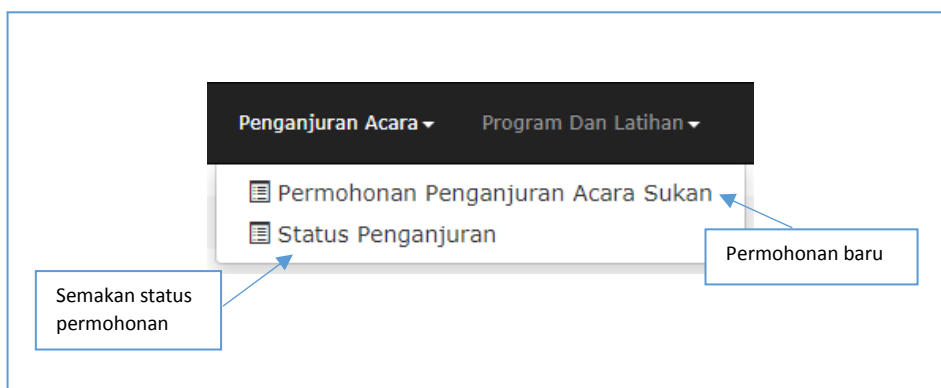 Penganjuran Acara Program Dan Latihan
Permohonan Penganjuran Acara Sukan
Status Penganjuran
Permohonan baru
Semakan status
permohonan